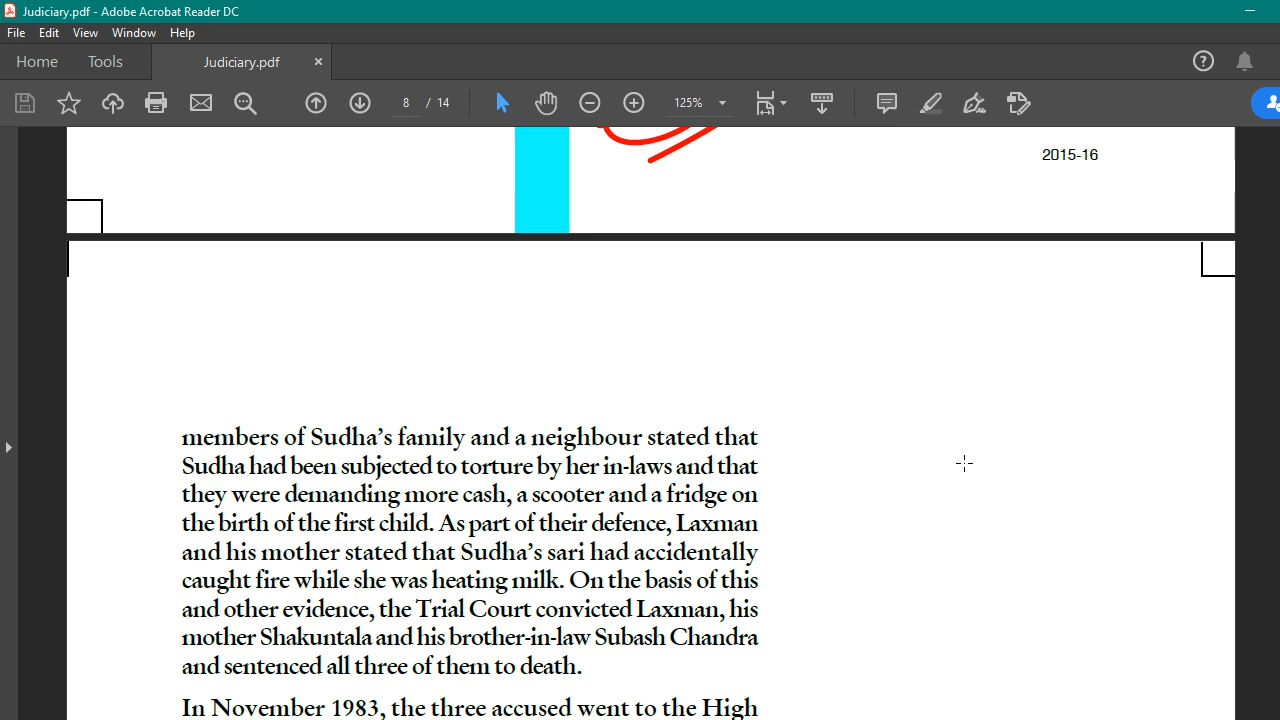 Judiciary.pdf - Adobe Acrobat Reader DC
File Edit View Window Help
Home Tools Judiciary.pdf
8 / 14 125%
2015-16
members of Sudha's family and a neighbour stated that
Sudha had been subjected to torture by her in-laws and that
they were demanding more cash, a scooter and a fridge on
the birth of the first child. As part of their defence, Laxman
and his mother stated that Sudha's sari had accidentally
caught fire while she was heating milk. On the basis of this
and other evidence, the Trial Court convicted Laxman, his
mother Shakuntala and his brother-in-law Subash Chandra
and sentenced all three of them to death.
In November 1983, the three accused went to the High